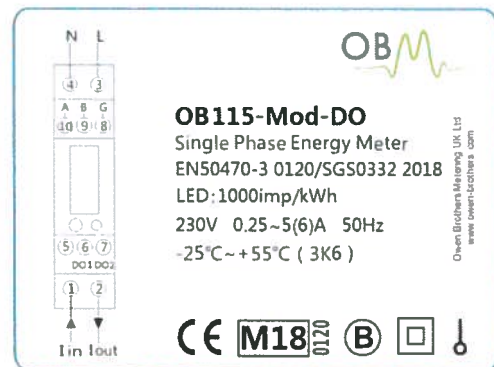 N L
4 3
A B G
10 9 8
5 6 7
DO1 DO2
1 2
Iin Iout
OBM
OB115-Mod-DO
Single Phase Energy Meter
EN50470-3 0120/SGS0332 2018
LED:1000imp/kWh
230V 0.25~5(6)A 50Hz
-25°C~+55°C ( 3K6 )
CE M18 0120 B
Owen Brothers Metering UK Ltd
www.owen-brothers.com